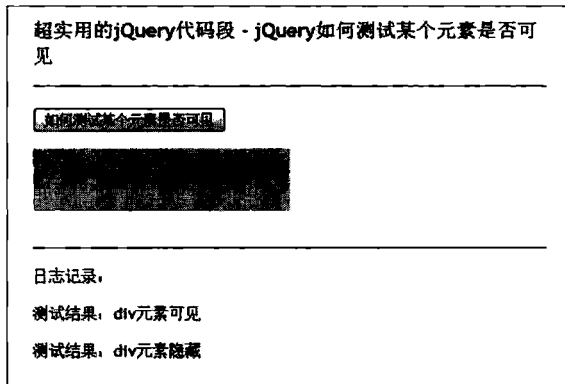 超实用的jQuery代码段 - jQuery如何测试某个元素是否可
见
如何测试某个元素是否可见
日志记录：
测试结果：div元素可见
测试结果：div元素隐藏